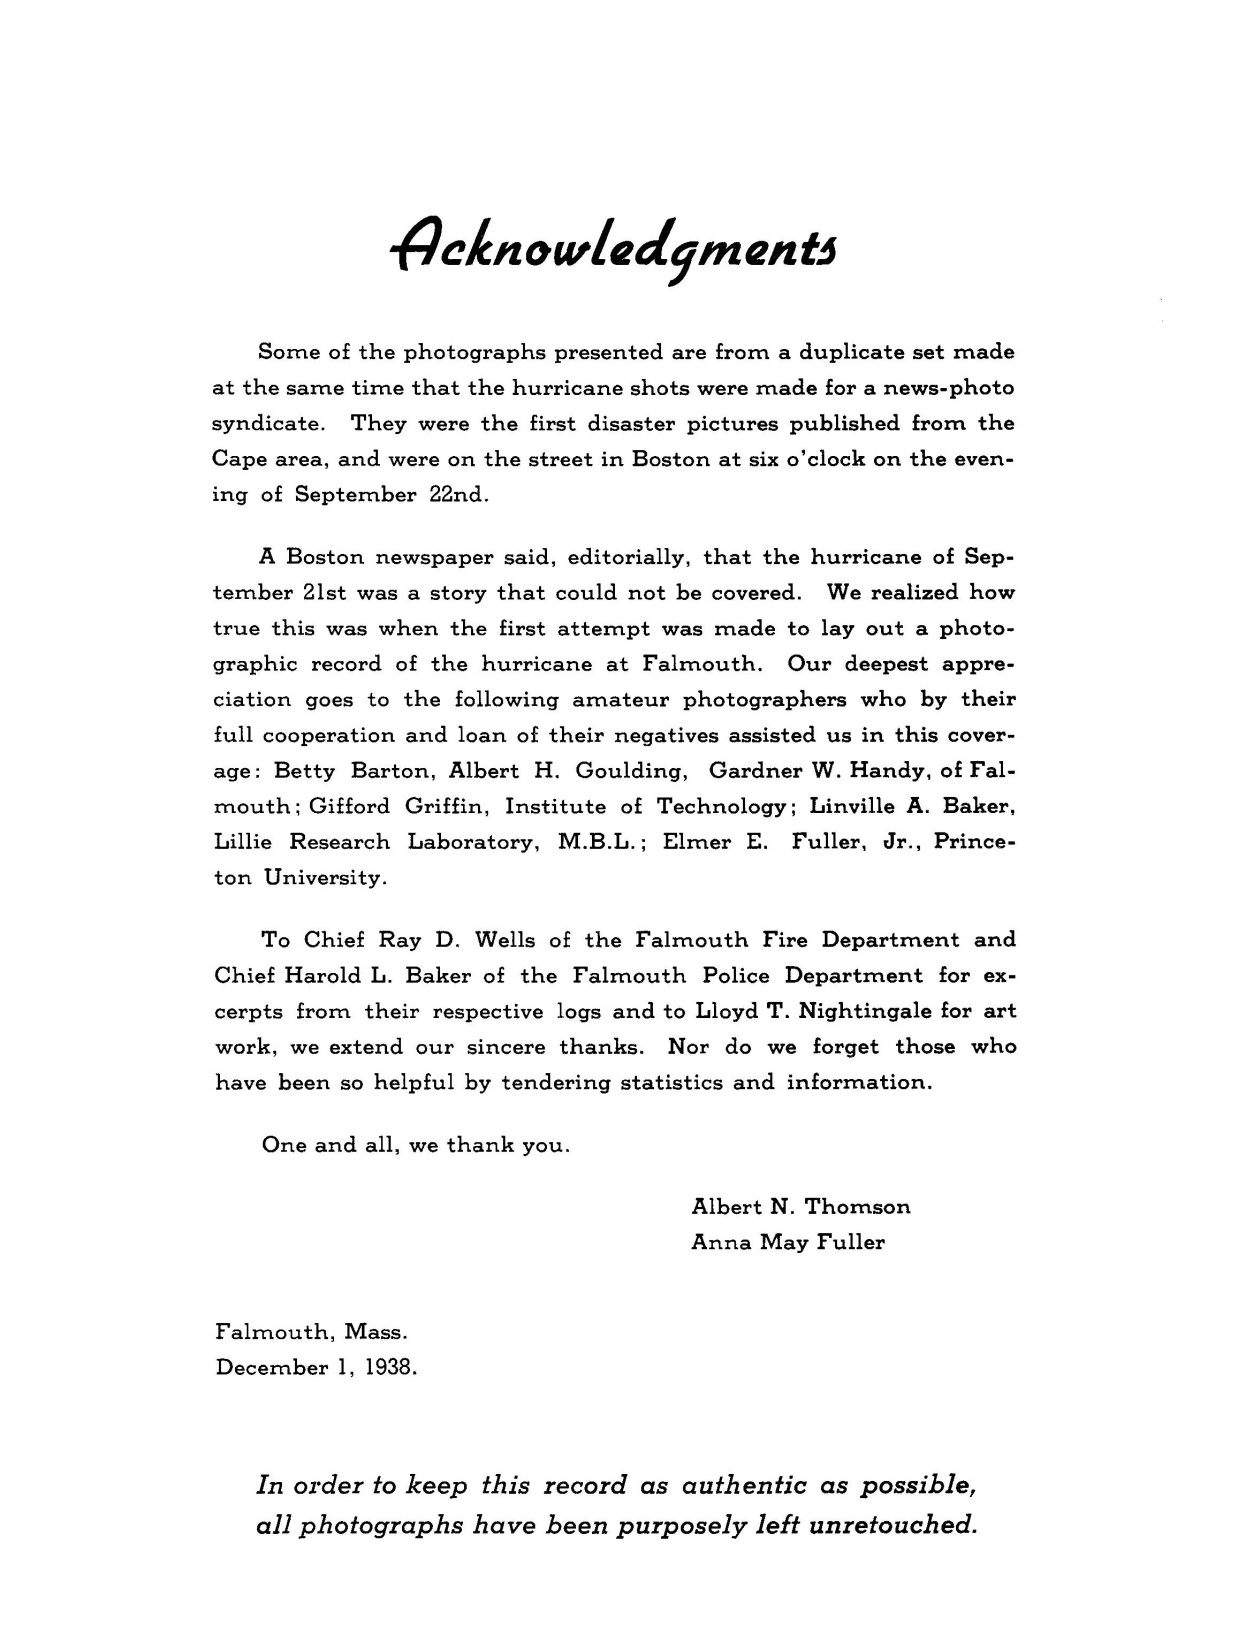 Acknowledgments
Some of the photographs presented are from a duplicate set made
at the same time that the hurricane shots were made for a news-photo
syndicate. They were the first disaster pictures published from the
Cape area, and were on the street in Boston at six o'clock on the even-
ing of September 22nd.
A Boston newspaper said, editorially, that the hurricane of Sep-
tember 21st was a story that could not be covered. We realized how
true this was when the first attempt was made to lay out a photo-
graphic record of the hurricane at Falmouth. Our deepest appre-
ciation goes to the following amateur photographers who by their
full cooperation and loan of their negatives assisted us in this cover-
age: Betty Barton, Albert H. Goulding, Gardner W. Handy, of Fal-
mouth; Gifford Griffin, Institute of Technology; Linville A. Baker,
Lillie Research Laboratory, M.B.L.; Elmer E. Fuller, Jr., Prince-
ton University.
To Chief Ray D. Wells of the Falmouth Fire Department and
Chief Harold L. Baker of the Falmouth Police Department for ex-
cerpts from their respective logs and to Lloyd T. Nightingale for art
work, we extend our sincere thanks. Nor do we forget those who
have been so helpful by tendering statistics and information.
One and all, we thank you.
Albert N. Thomson
Anna May Fuller
Falmouth, Mass.
December 1, 1938.
In order to keep this record as authentic as possible,
all photographs have been purposely left unretouched.